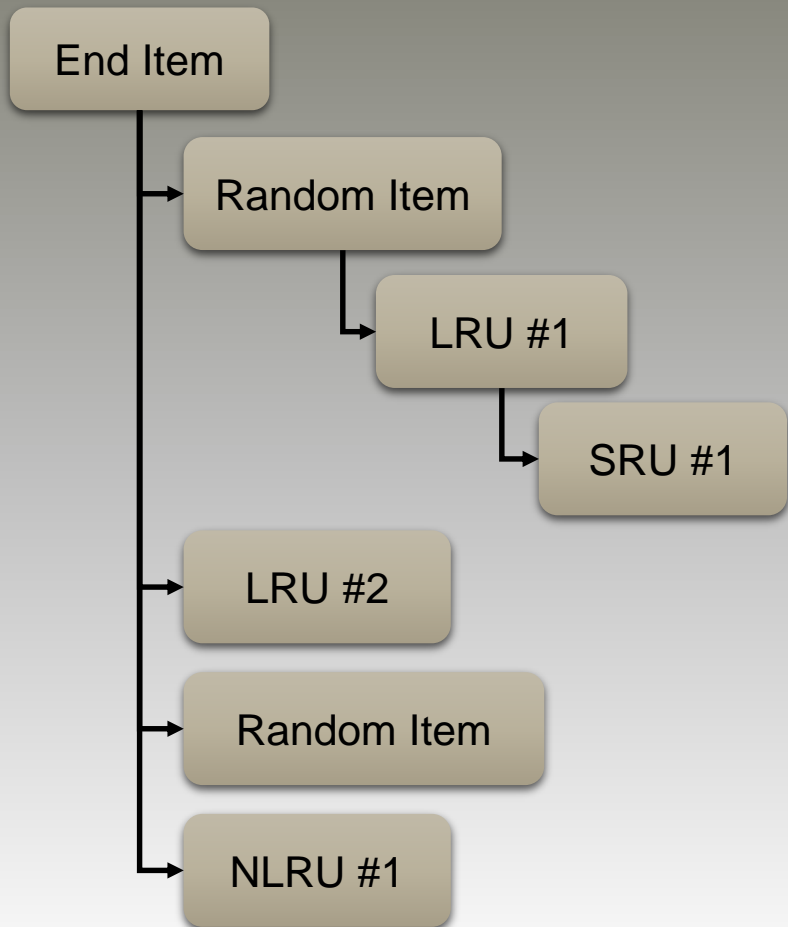 End Item
Random Item
LRU #1
SRU #1
LRU #2
Random Item
NLRU #1